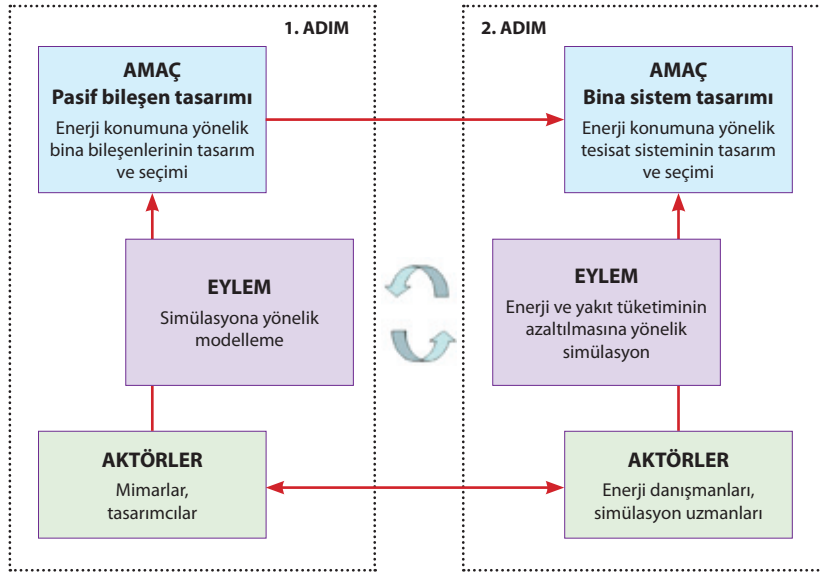 1. ADIM
AMAÇ
Pasif bileşen tasarımı
Enerji konumuna yönelik
bina bileşenlerinin tasarım
ve seçimi
EYLEM
Simülasyona yönelik
modelleme
AKTÖRLER
Mimarlar,
tasarımcılar
2. ADIM
AMAÇ
Bina sistem tasarımı
Enerji konumuna yönelik
tesisat sisteminin tasarım
ve seçimi
EYLEM
Enerji ve yakıt tüketiminin
azaltılmasına yönelik
simülasyon
AKTÖRLER
Enerji danışmanları,
simülasyon uzmanları